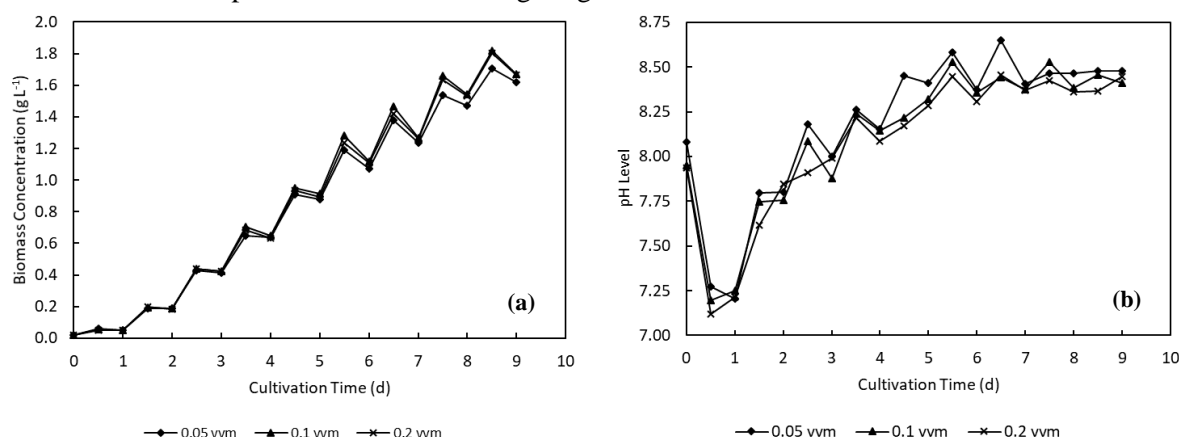 2.0
1.8
1.6
1.4
1.2
1.0
0.8
0.6
0.4
0.2
0.0
Biomass Concentration (g L⁻¹)
(a)
0 1 2 3 4 5 6 7 8 9 10
Cultivation Time (d)
0.05 vvm 0.1 vvm 0.2 vvm
8.75
8.50
8.25
8.00
7.75
7.50
7.25
7.00
pH Level
(b)
0 1 2 3 4 5 6 7 8 9 10
Cultivation Time (d)
0.05 vvm 0.1 vvm 0.2 vvm